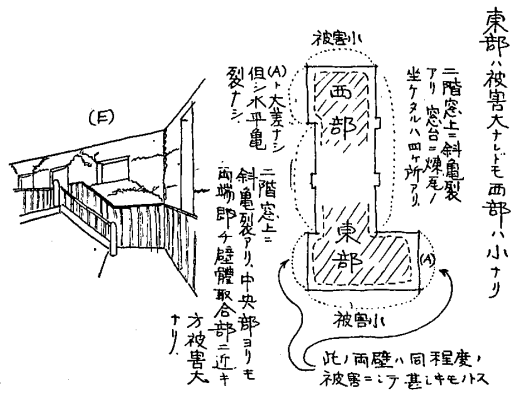 東部ハ被害大ナレドモ西部ハ小ナリ
二階窓上ニ斜亀裂
アリ 窓台ニ煉瓦ノ
坐ケタルハ四ヶ所アリ
被害小
西部
(A)ト大差ナシ
但シ水平亀
裂ナシ
(E)
二階窓上ニ
斜亀裂アリ、中央部ヨリモ
両端即チ壁體取合部ニ近キ
方被害大
ナリ.
東部
(A)
被害小
此ノ両壁ハ同程度ノ
被害ニシテ甚シキモノトス